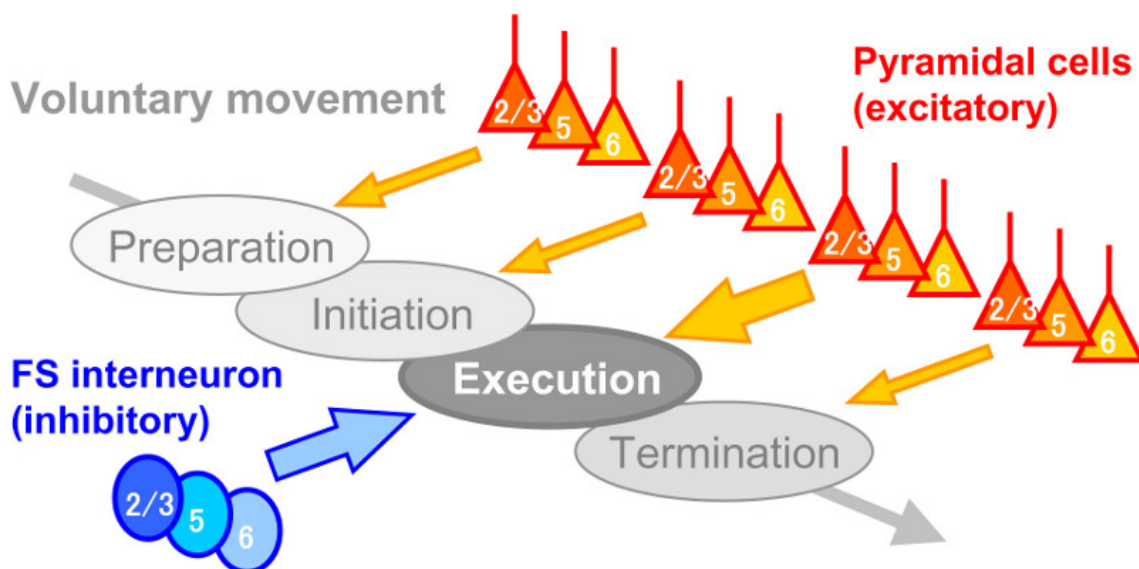 Voluntary movement
Pyramidal cells
(excitatory)
2/3 5 6
2/3 5 6
2/3 5 6
2/3 5 6
Preparation
Initiation
Execution
Termination
FS interneuron
(inhibitory)
2/3 5 6